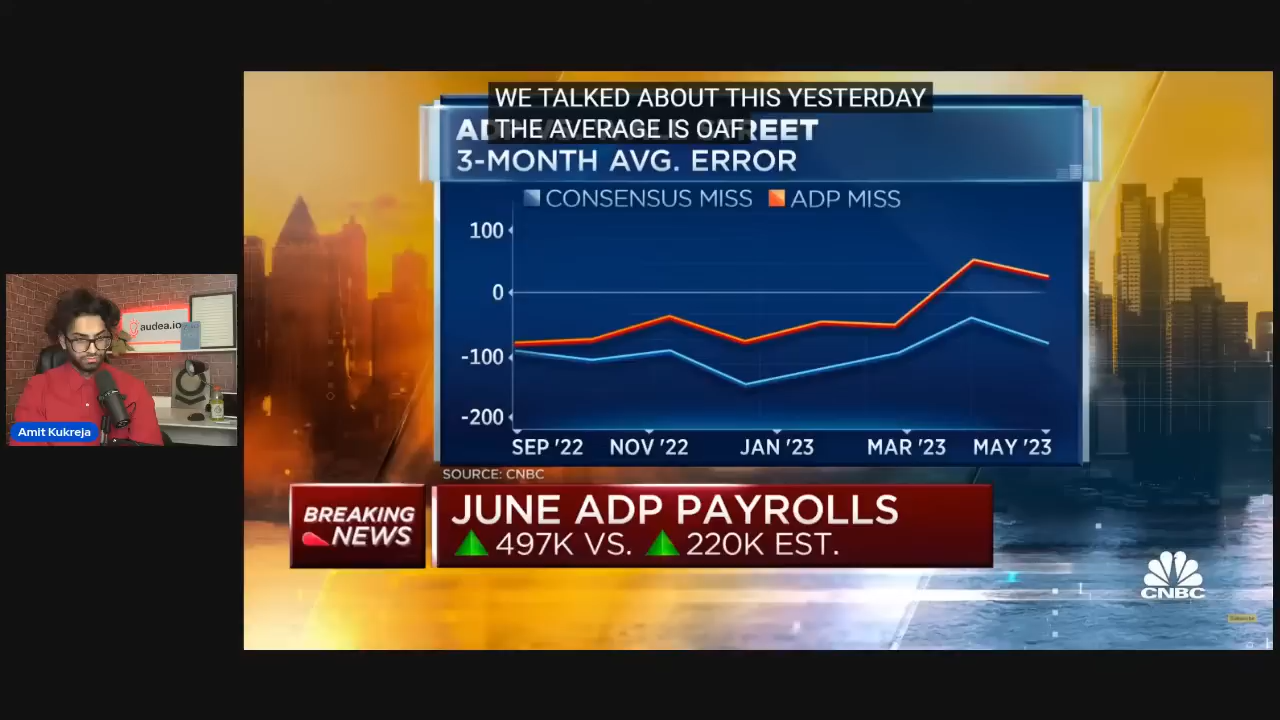 WE TALKED ABOUT THIS YESTERDAY
THE AVERAGE IS OAF
STREET
3-MONTH AVG. ERROR
CONSENSUS MISS
ADP MISS
100
0
-100
-200
SEP '22
NOV '22
JAN '23
MAR '23
MAY '23
SOURCE: CNBC
BREAKING
NEWS
JUNE ADP PAYROLLS
497K VS. 220K EST.
CNBC
audea.io
Amit Kukreja